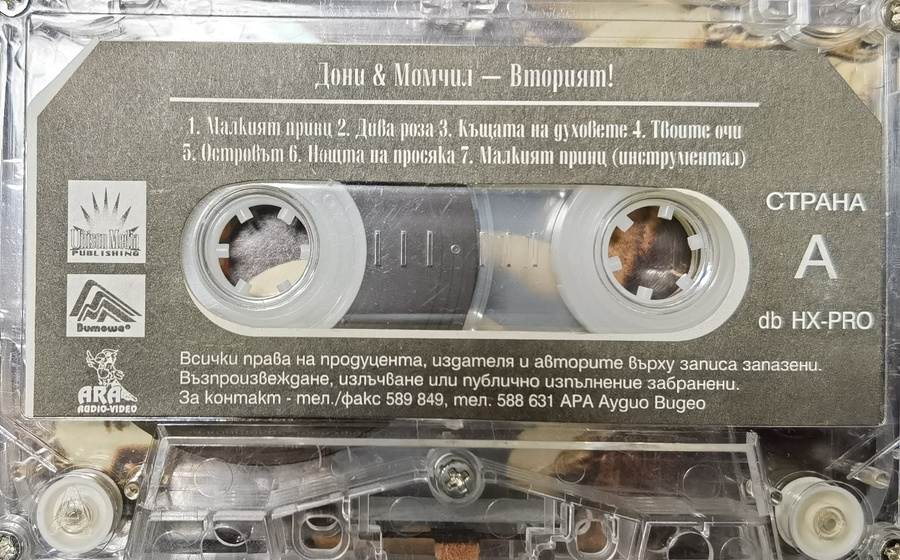 Дони & Момчил — Вторият!
1. Малкият принц 2. Дива роза 3. Къщата на духовете 4. Твоите очи
5. Островът 6. Нощта на просяка 7. Малкият принц (инструментал)
СТРАНА
A
db HX-PRO
Unison Media
PUBLISHING
Витоша®
ARA
AUDIO-VIDEO
Всички права на продуцента, издателя и авторите върху записа запазени.
Възпроизвеждане, излъчване или публично изпълнение забранени.
За контакт - тел./факс 589 849, тел. 588 631 АРА Аудио Видео